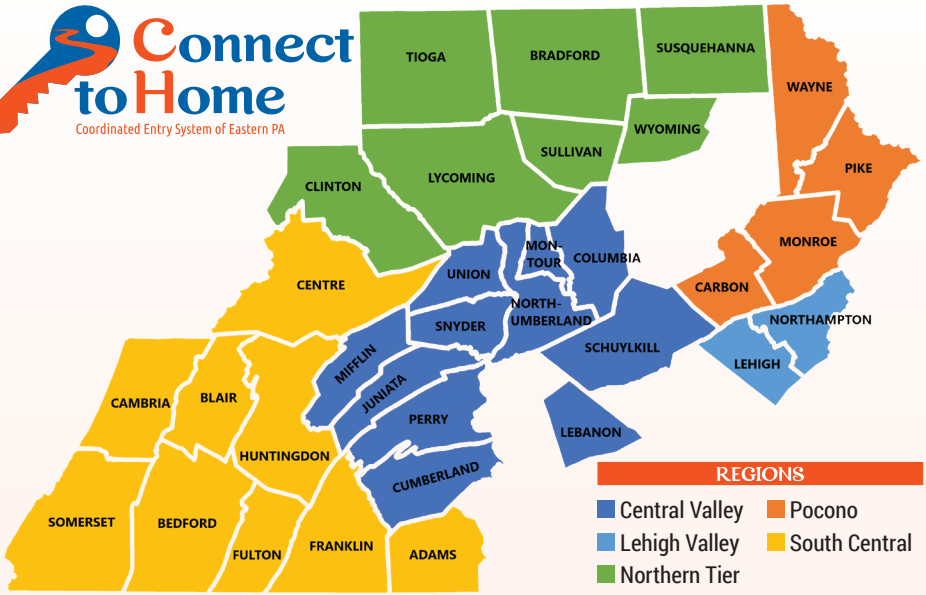 Connect
to Home
Coordinated Entry System of Eastern PA
TIOGA
BRADFORD
SUSQUEHANNA
WAYNE
WYOMING
SULLIVAN
PIKE
LYCOMING
CLINTON
MONROE
MON-
TOUR
COLUMBIA
UNION
CENTRE
CARBON
NORTH-
UMBERLAND
NORTHAMPTON
SNYDER
SCHUYLKILL
MIFFLIN
LEHIGH
JUNIATA
BLAIR
CAMBRIA
PERRY
LEBANON
HUNTINGDON
CUMBERLAND
SOMERSET
BEDFORD
FULTON
FRANKLIN
ADAMS
REGIONS
Central Valley
Pocono
Lehigh Valley
South Central
Northern Tier